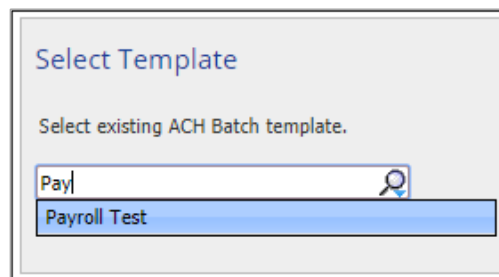 Select Template
Select existing ACH Batch template.
Pay
Payroll Test